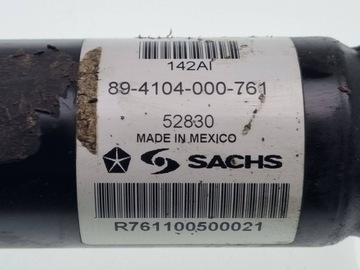 142AI
89-4104-000-761
52830
MADE IN MEXICO
SACHS
R761100500021